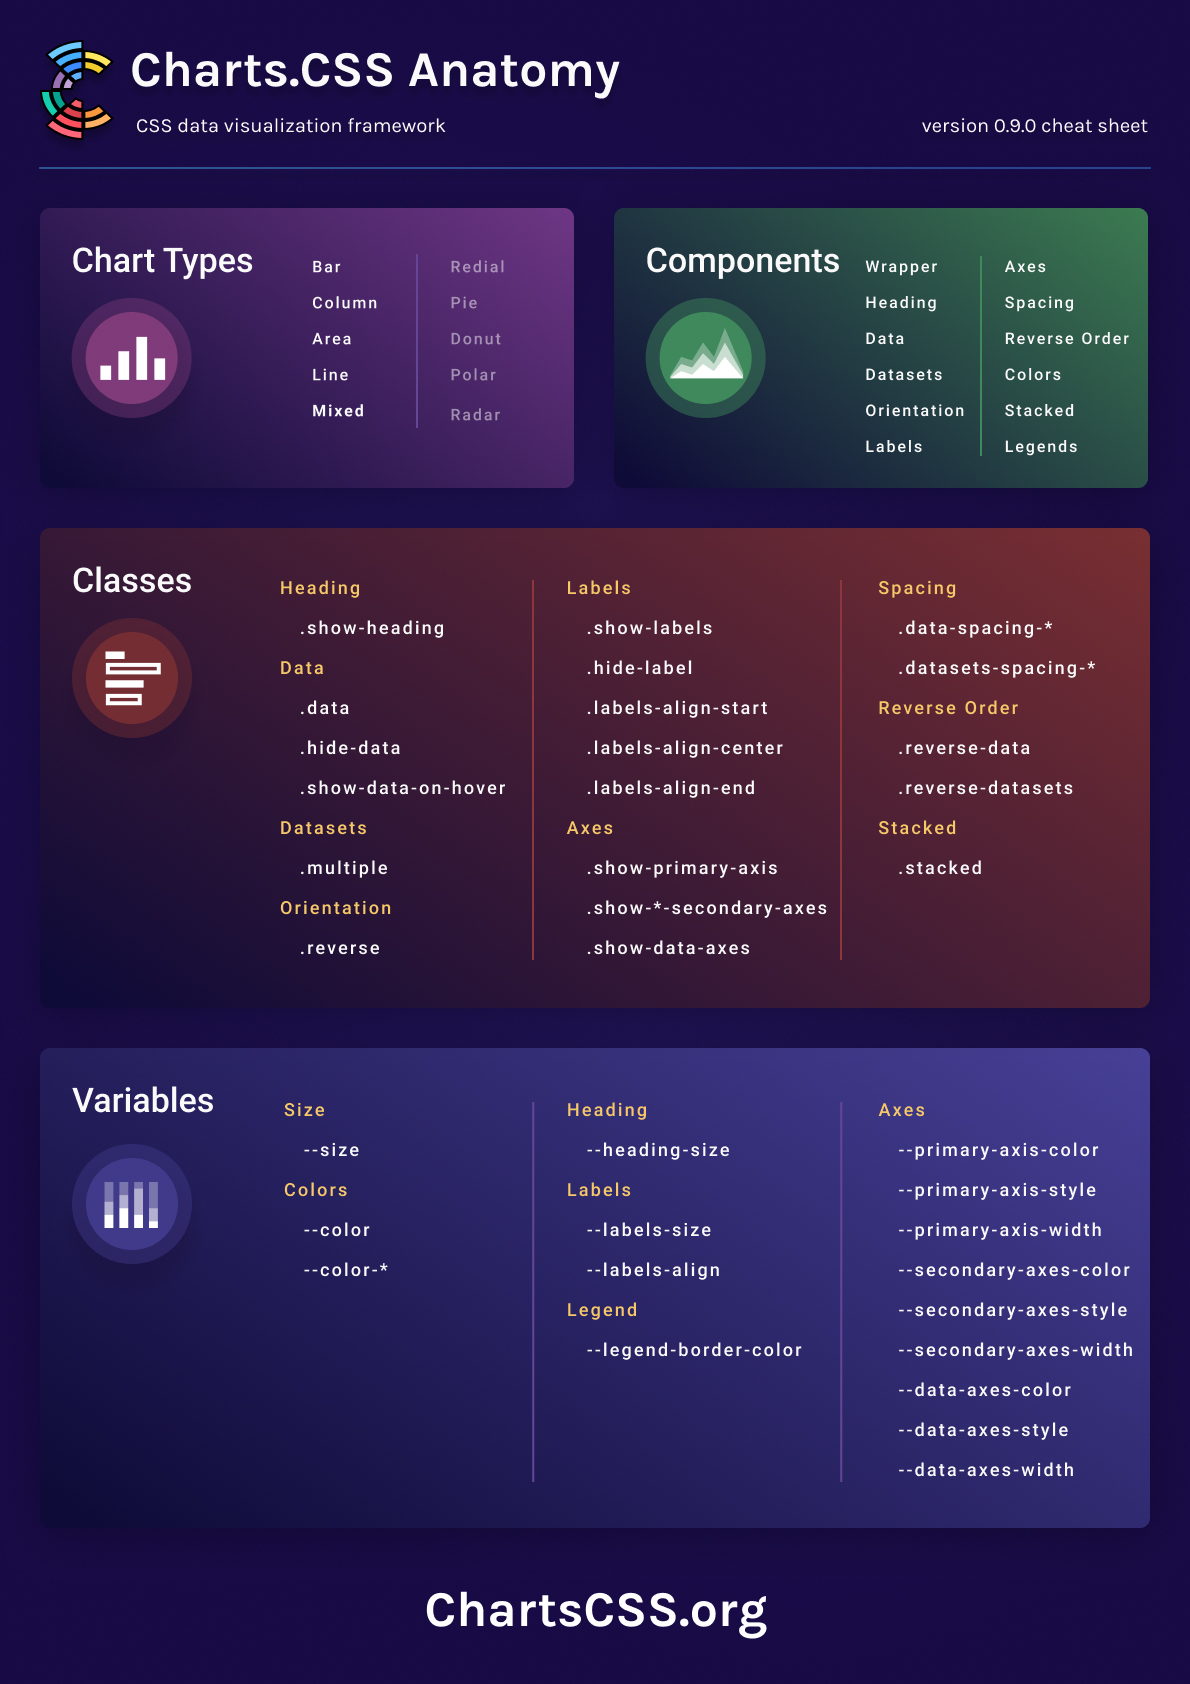 Charts.CSS Anatomy
CSS data visualization framework
version 0.9.0 cheat sheet
Chart Types
Bar
Column
Area
Line
Mixed
Redial
Pie
Donut
Polar
Radar
Components
Wrapper
Heading
Data
Datasets
Orientation
Labels
Axes
Spacing
Reverse Order
Colors
Stacked
Legends
Classes
Heading
.show-heading
Data
.data
.hide-data
.show-data-on-hover
Datasets
.multiple
Orientation
.reverse
Labels
.show-labels
.hide-label
.labels-align-start
.labels-align-center
.labels-align-end
Axes
.show-primary-axis
.show-*-secondary-axes
.show-data-axes
Spacing
.data-spacing-*
.datasets-spacing-*
Reverse Order
.reverse-data
.reverse-datasets
Stacked
.stacked
Variables
Size
--size
Colors
--color
--color-*
Heading
--heading-size
Labels
--labels-size
--labels-align
Legend
--legend-border-color
Axes
--primary-axis-color
--primary-axis-style
--primary-axis-width
--secondary-axes-color
--secondary-axes-style
--secondary-axes-width
--data-axes-color
--data-axes-style
--data-axes-width
ChartsCSS.org